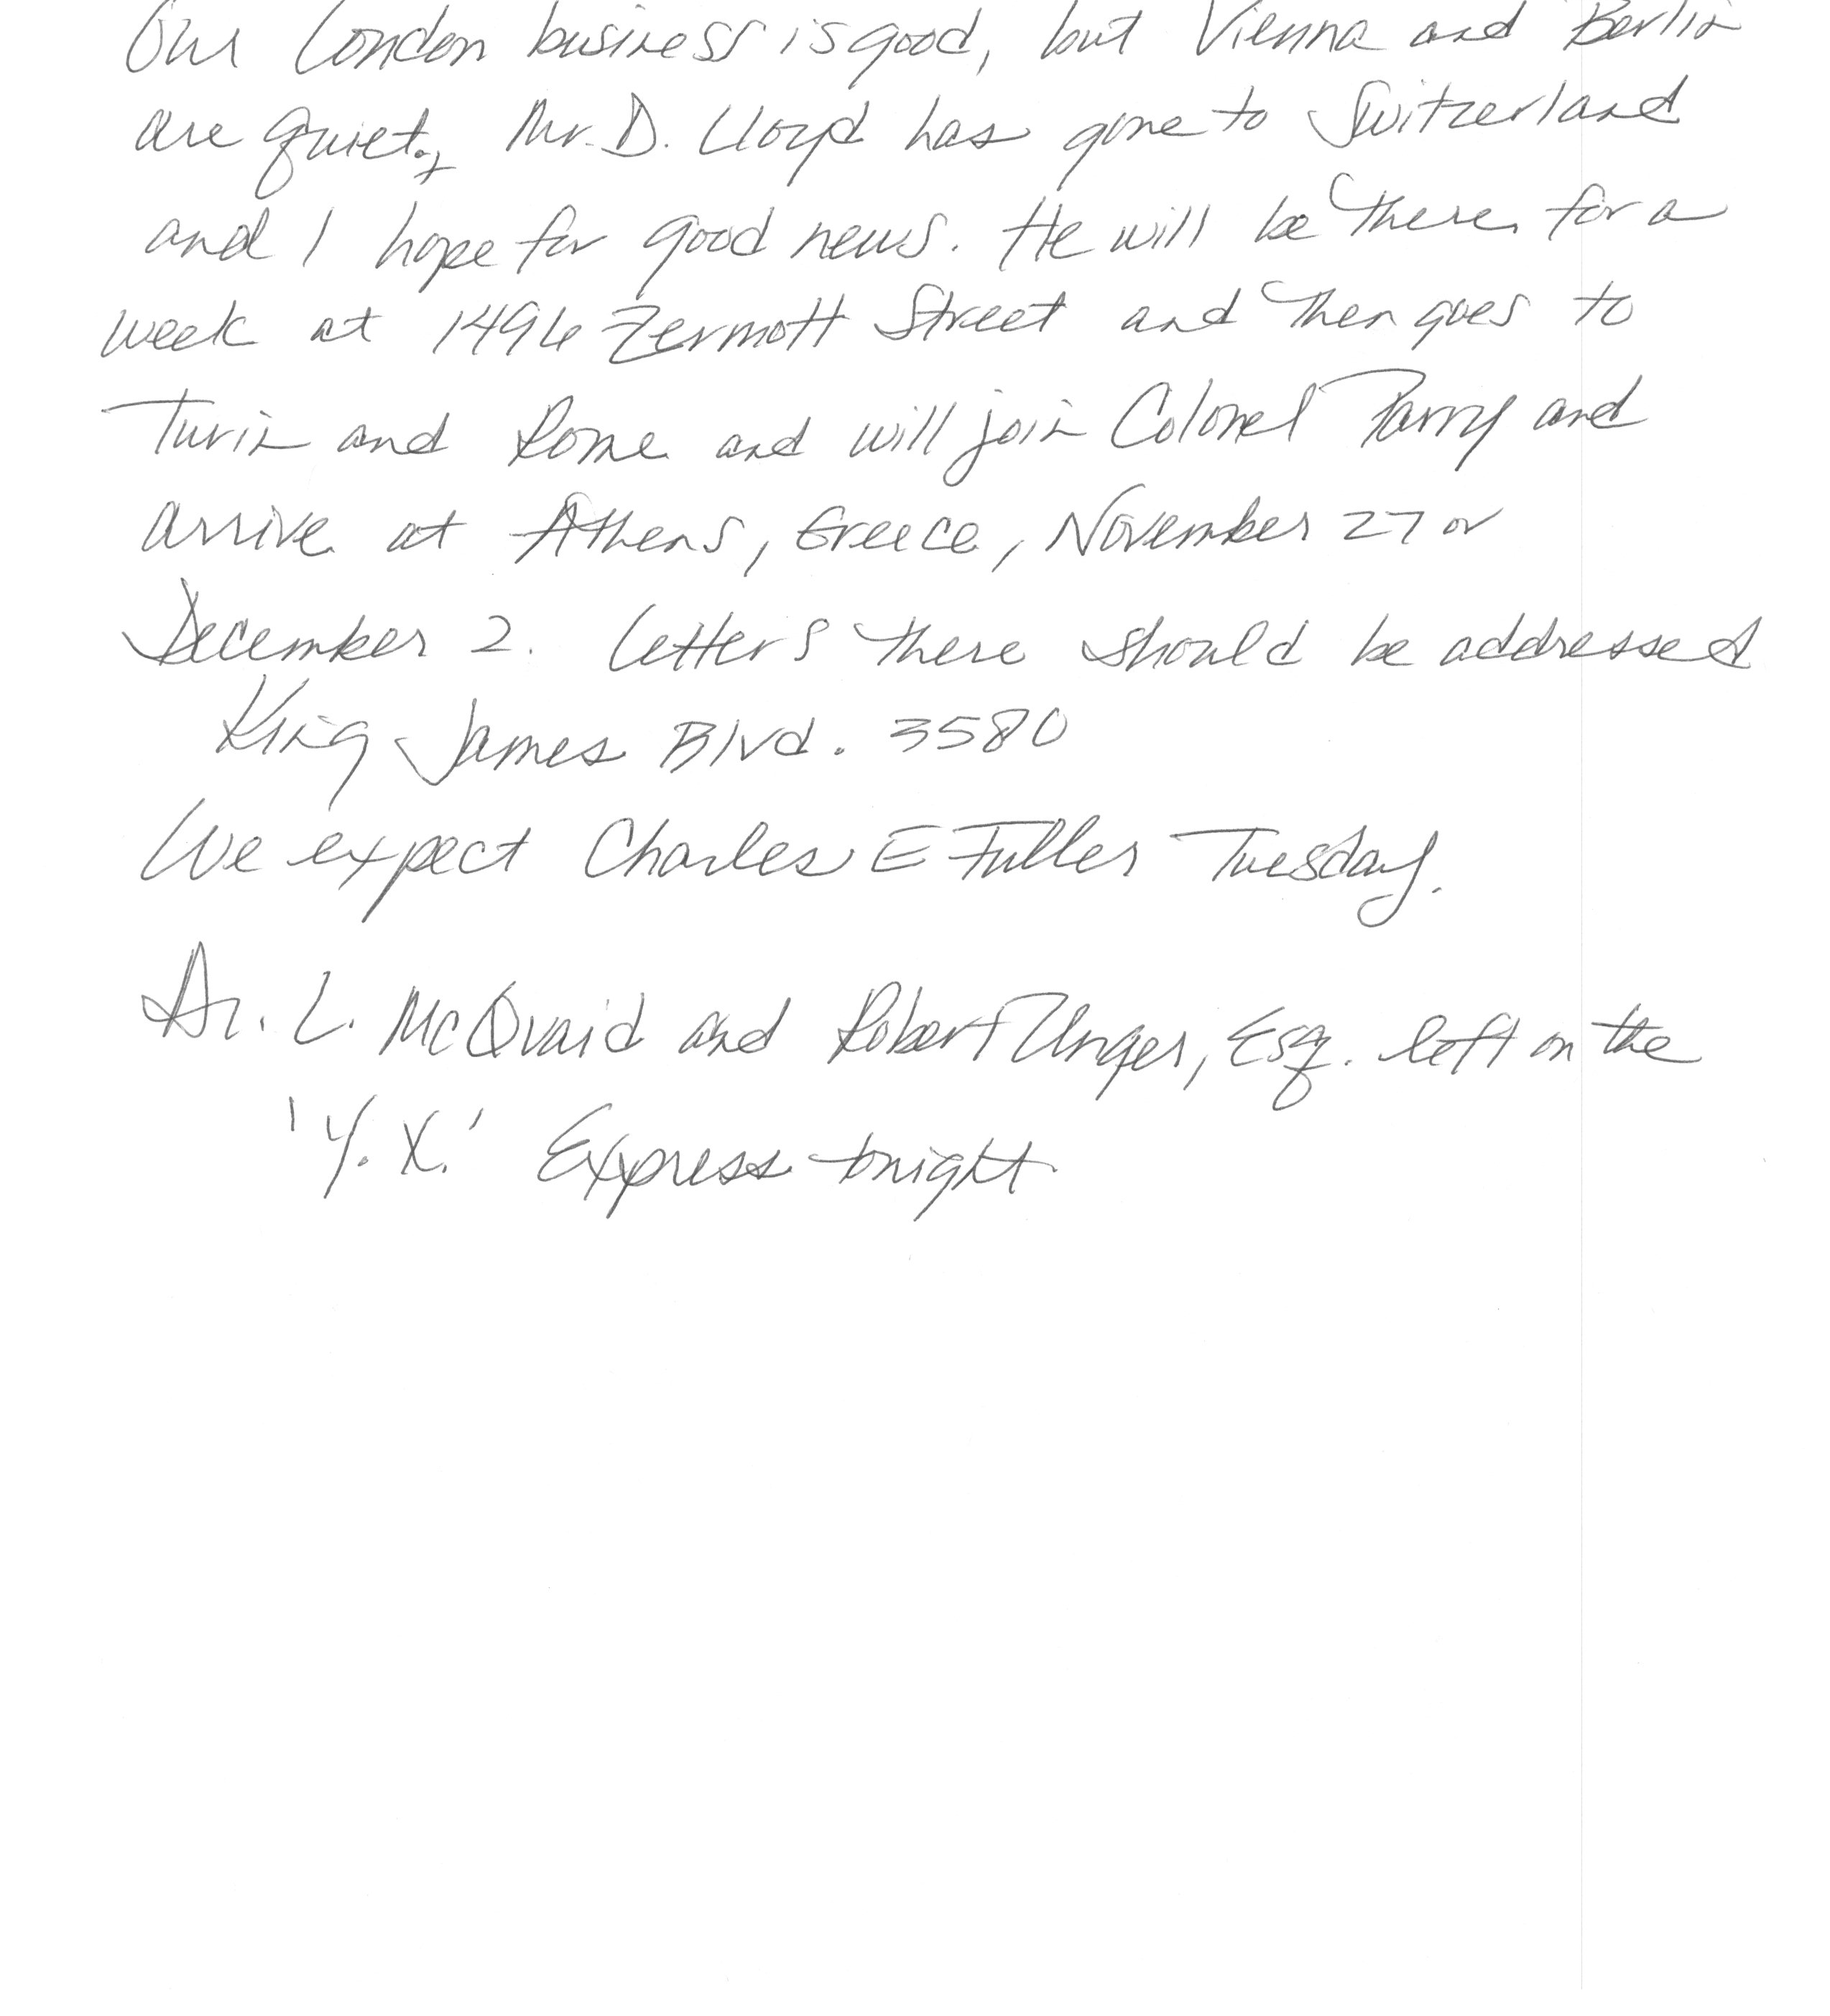 Our London business is good, but Vienna and Berlin
are quiet. Mr. D. Lloyd has gone to Switzerland
and I hope for good news. He will be there for a
week at 1496 Zermott Street and then goes to
Turin and Rome and will join Colonel Parry and
arrive at Athens, Greece, November 27 or
December 2. Letters there should be addressed
King James Blvd. 3580
We expect Charles E Fuller Tuesday.
Dr. L. McQuaid and Robert Unger, Esq. left on the
'Y.X.' Express tonight.